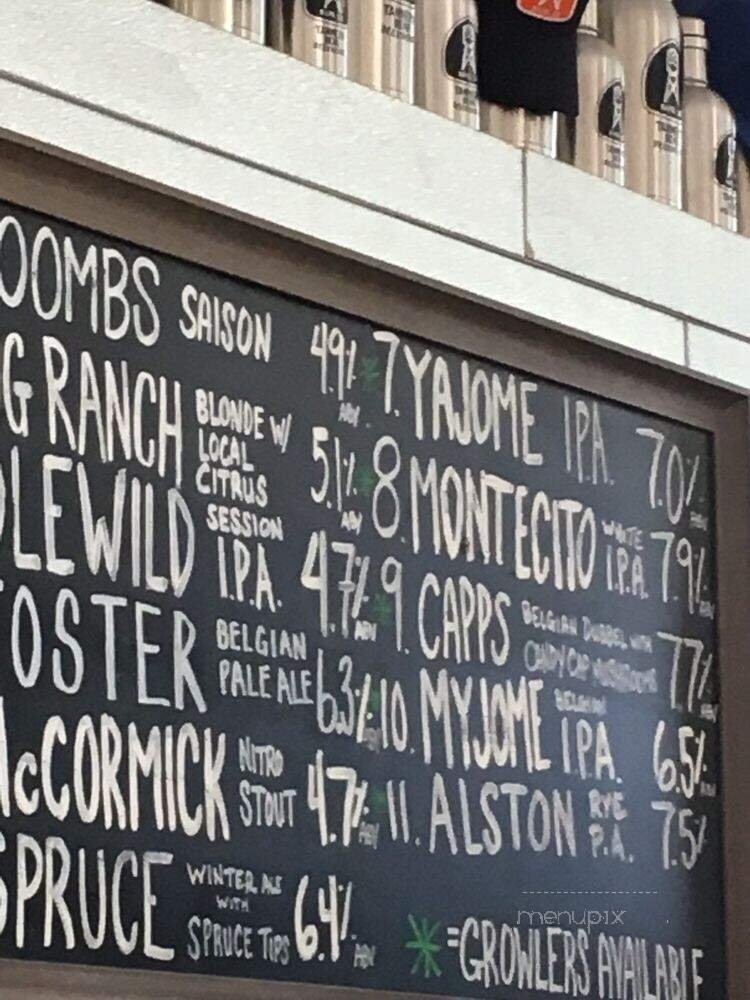 OOMBS SAISON 4.9% ABV
G RANCH BLONDE W/ LOCAL CITRUS 5.1% ABV
LEWILD SESSION I.P.A. 4.7% ABV
OSTER BELGIAN PALE ALE 6.3% ABV
McCORMICK NITRO STOUT 4.7% ABV
SPRUCE WINTER ALE WITH SPRUCE TIPS 6.4% ABV
7. YAJOME IPA. 7.0%
8. MONTECITO WHITE I.P.A. 7.9% ABV
9. CAPPS BELGIAN DUBBEL WITH CANDY CAP MUSHROOMS 7.7% ABV
10. MYJOME BELGIAN I.P.A. 6.5%
11. ALSTON RYE P.A. 7.5%
* = GROWLERS AVAILABLE
menupix